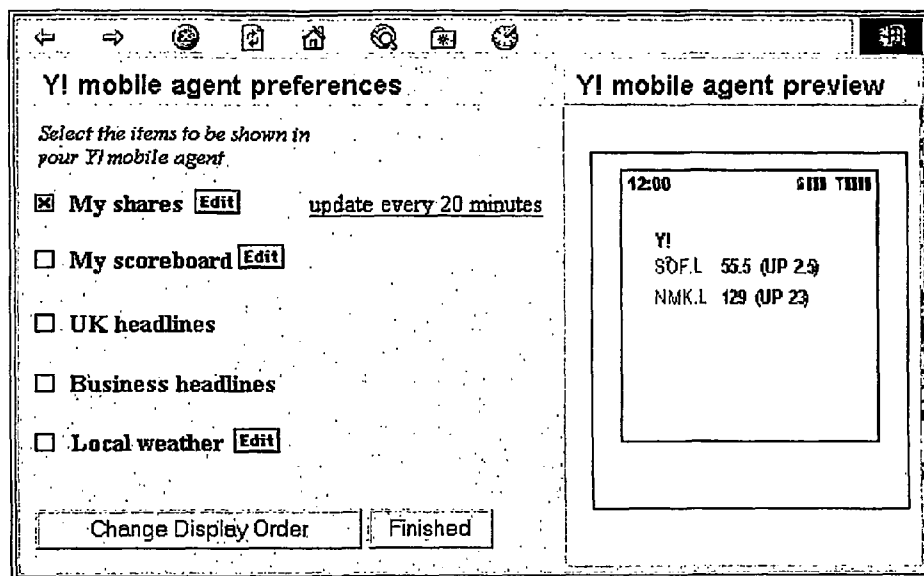 Y! mobile agent preferences
Select the items to be shown in
your Y! mobile agent
My shares Edit update every 20 minutes
My scoreboard Edit
UK headlines
Business headlines
Local weather Edit
Change Display Order Finished
Y! mobile agent preview
12:00
Y!
SOF.L 55.5 (UP 2.5)
NMK.L 129 (UP 23)